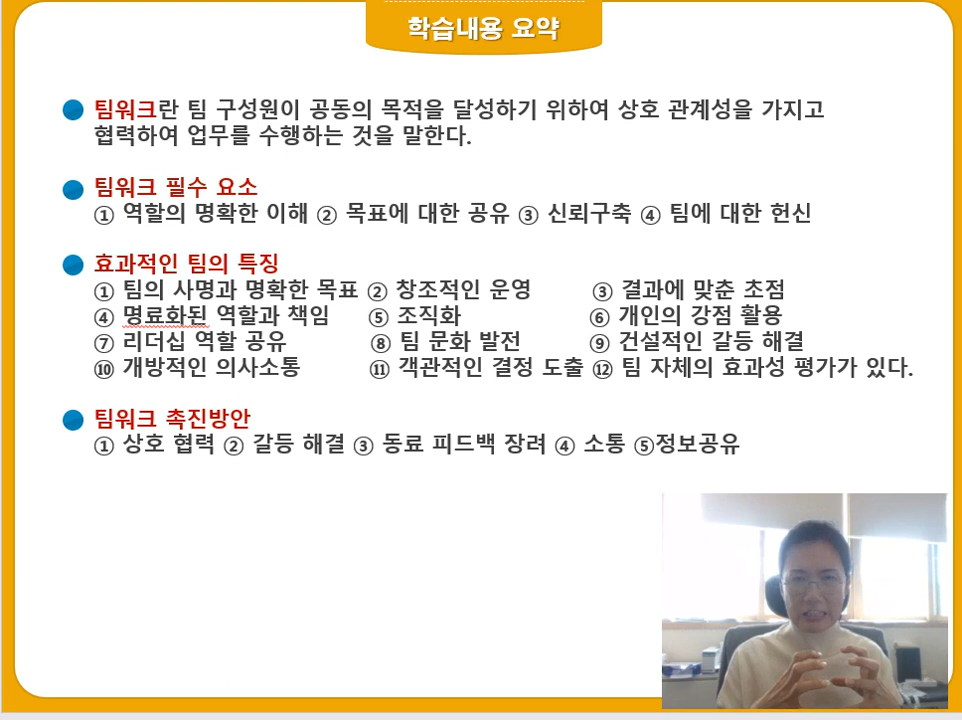 학습내용 요약
팀워크란 팀 구성원이 공동의 목적을 달성하기 위하여 상호 관계성을 가지고
협력하여 업무를 수행하는 것을 말한다.
팀워크 필수 요소
① 역할의 명확한 이해 ② 목표에 대한 공유 ③ 신뢰구축 ④ 팀에 대한 헌신
효과적인 팀의 특징
① 팀의 사명과 명확한 목표 ② 창조적인 운영 ③ 결과에 맞춘 초점
④ 명료화된 역할과 책임 ⑤ 조직화 ⑥ 개인의 강점 활용
⑦ 리더십 역할 공유 ⑧ 팀 문화 발전 ⑨ 건설적인 갈등 해결
⑩ 개방적인 의사소통 ⑪ 객관적인 결정 도출 ⑫ 팀 자체의 효과성 평가가 있다.
팀워크 촉진방안
① 상호 협력 ② 갈등 해결 ③ 동료 피드백 장려 ④ 소통 ⑤정보공유